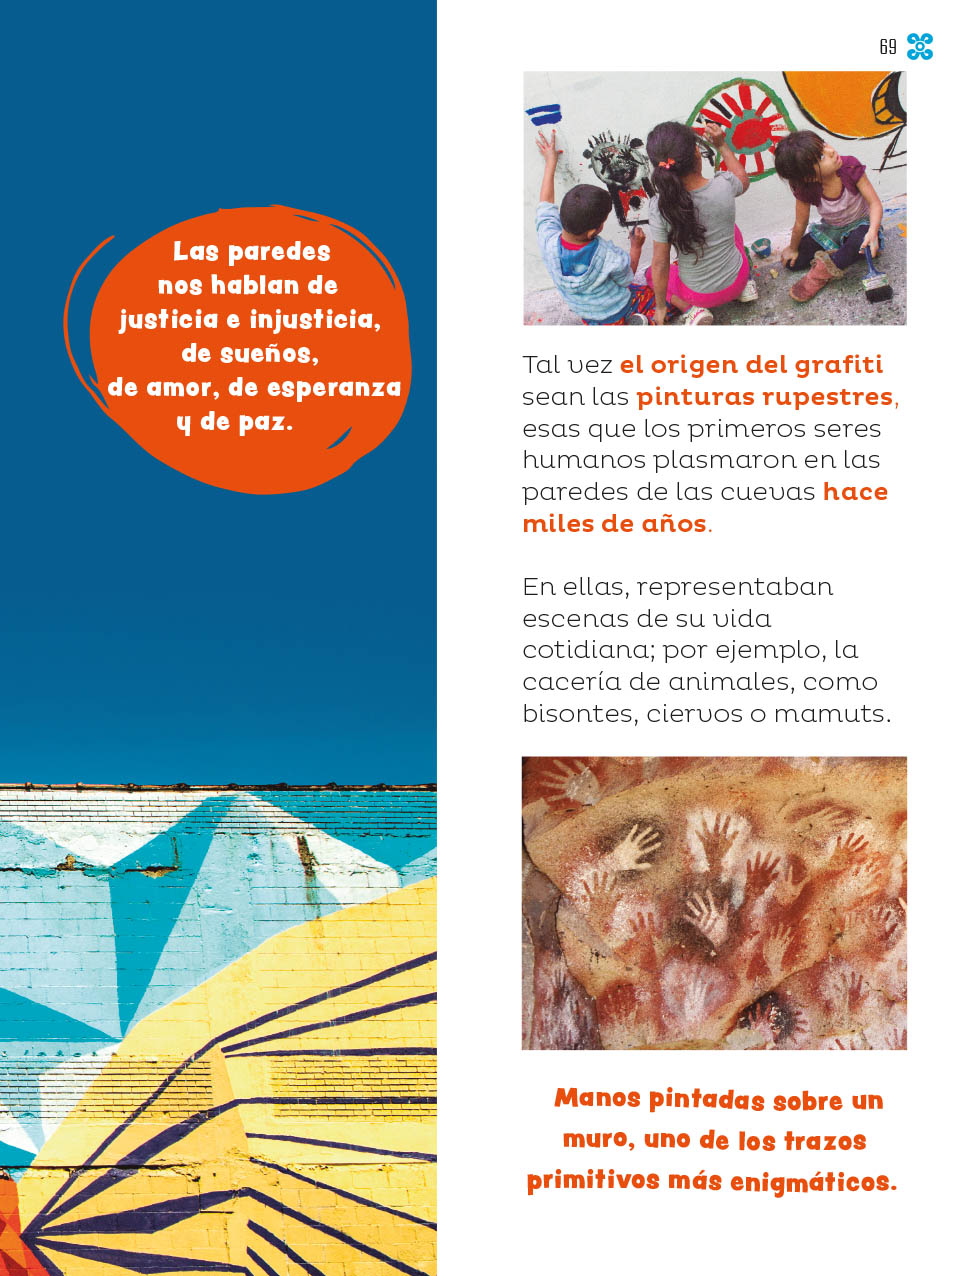 69
Las paredes
nos hablan de
justicia e injusticia,
de sueños,
de amor, de esperanza
y de paz.
Tal vez el origen del grafiti
sean las pinturas rupestres,
esas que los primeros seres
humanos plasmaron en las
paredes de las cuevas hace
miles de años.
En ellas, representaban
escenas de su vida
cotidiana; por ejemplo, la
cacería de animales, como
bisontes, ciervos o mamuts.
Manos pintadas sobre un
muro, uno de los trazos
primitivos más enigmáticos.